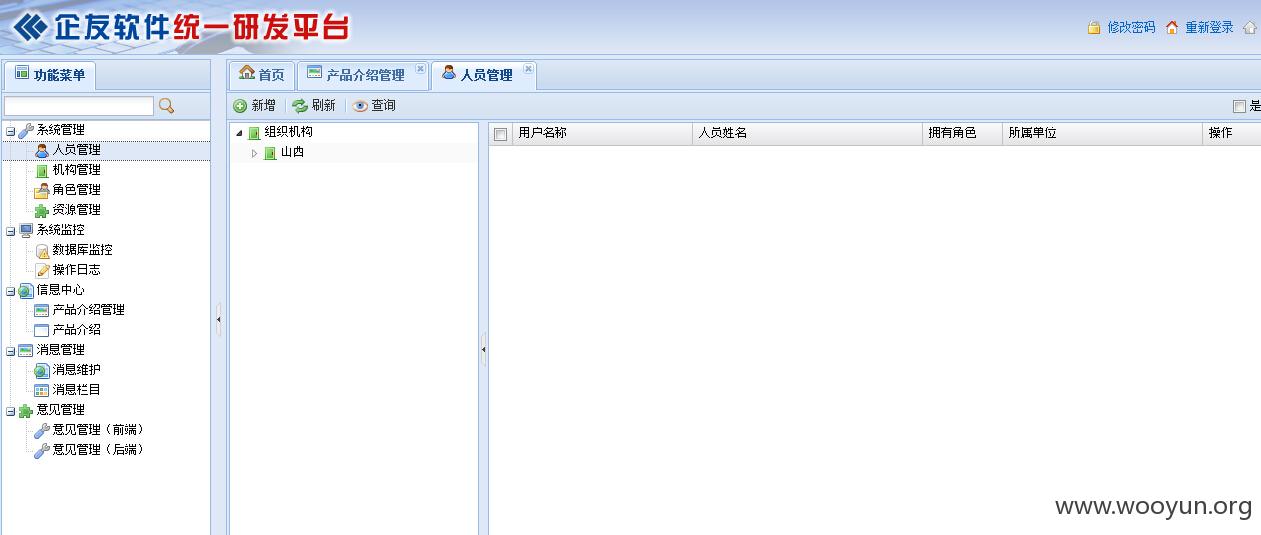 企友软件统一研发平台
修改密码 重新登录
功能菜单
首页 产品介绍管理 人员管理
新增 刷新 查询
是
系统管理
人员管理
机构管理
角色管理
资源管理
系统监控
数据库监控
操作日志
信息中心
产品介绍管理
产品介绍
消息管理
消息维护
消息栏目
意见管理
意见管理（前端）
意见管理（后端）
组织机构
山西
用户名称 人员姓名 拥有角色 所属单位 操作
www.wooyun.org